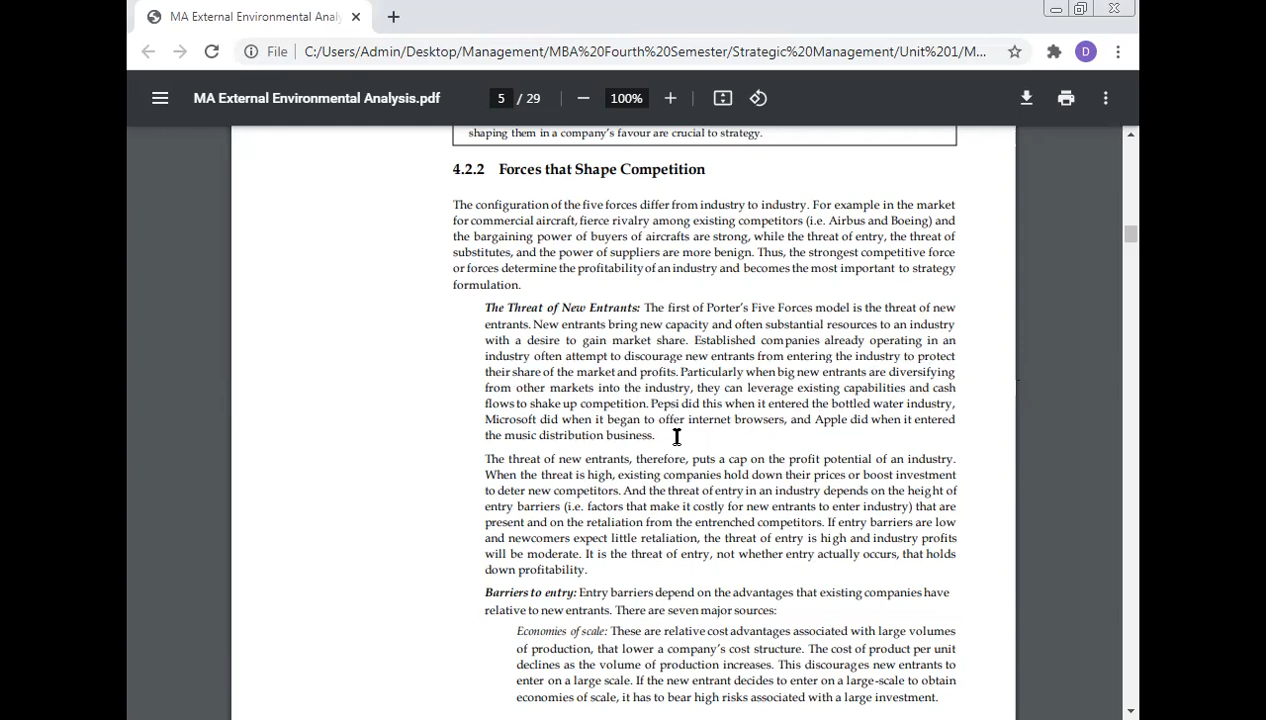 MA External Environmental Analy
File C:/Users/Admin/Desktop/Management/MBA%20Fourth%20Semester/Strategic%20Management/Unit%201/M...
D
MA External Environmental Analysis.pdf 5 / 29 100%
shaping them in a company's favour are crucial to strategy.
4.2.2 Forces that Shape Competition
The configuration of the five forces differ from industry to industry. For example in the market
for commercial aircraft, fierce rivalry among existing competitors (i.e. Airbus and Boeing) and
the bargaining power of buyers of aircrafts are strong, while the threat of entry, the threat of
substitutes, and the power of suppliers are more benign. Thus, the strongest competitive force
or forces determine the profitability of an industry and becomes the most important to strategy
formulation.
The Threat of New Entrants: The first of Porter's Five Forces model is the threat of new
entrants. New entrants bring new capacity and often substantial resources to an industry
with a desire to gain market share. Established companies already operating in an
industry often attempt to discourage new entrants from entering the industry to protect
their share of the market and profits. Particularly when big new entrants are diversifying
from other markets into the industry, they can leverage existing capabilities and cash
flows to shake up competition. Pepsi did this when it entered the bottled water industry,
Microsoft did when it began to offer internet browsers, and Apple did when it entered
the music distribution business.
The threat of new entrants, therefore, puts a cap on the profit potential of an industry.
When the threat is high, existing companies hold down their prices or boost investment
to deter new competitors. And the threat of entry in an industry depends on the height of
entry barriers (i.e. factors that make it costly for new entrants to enter industry) that are
present and on the retaliation from the entrenched competitors. If entry barriers are low
and newcomers expect little retaliation, the threat of entry is high and industry profits
will be moderate. It is the threat of entry, not whether entry actually occurs, that holds
down profitability.
Barriers to entry: Entry barriers depend on the advantages that existing companies have
relative to new entrants. There are seven major sources:
Economies of scale: These are relative cost advantages associated with large volumes
of production, that lower a company's cost structure. The cost of product per unit
declines as the volume of production increases. This discourages new entrants to
enter on a large scale. If the new entrant decides to enter on a large-scale to obtain
economies of scale, it has to bear high risks associated with a large investment.